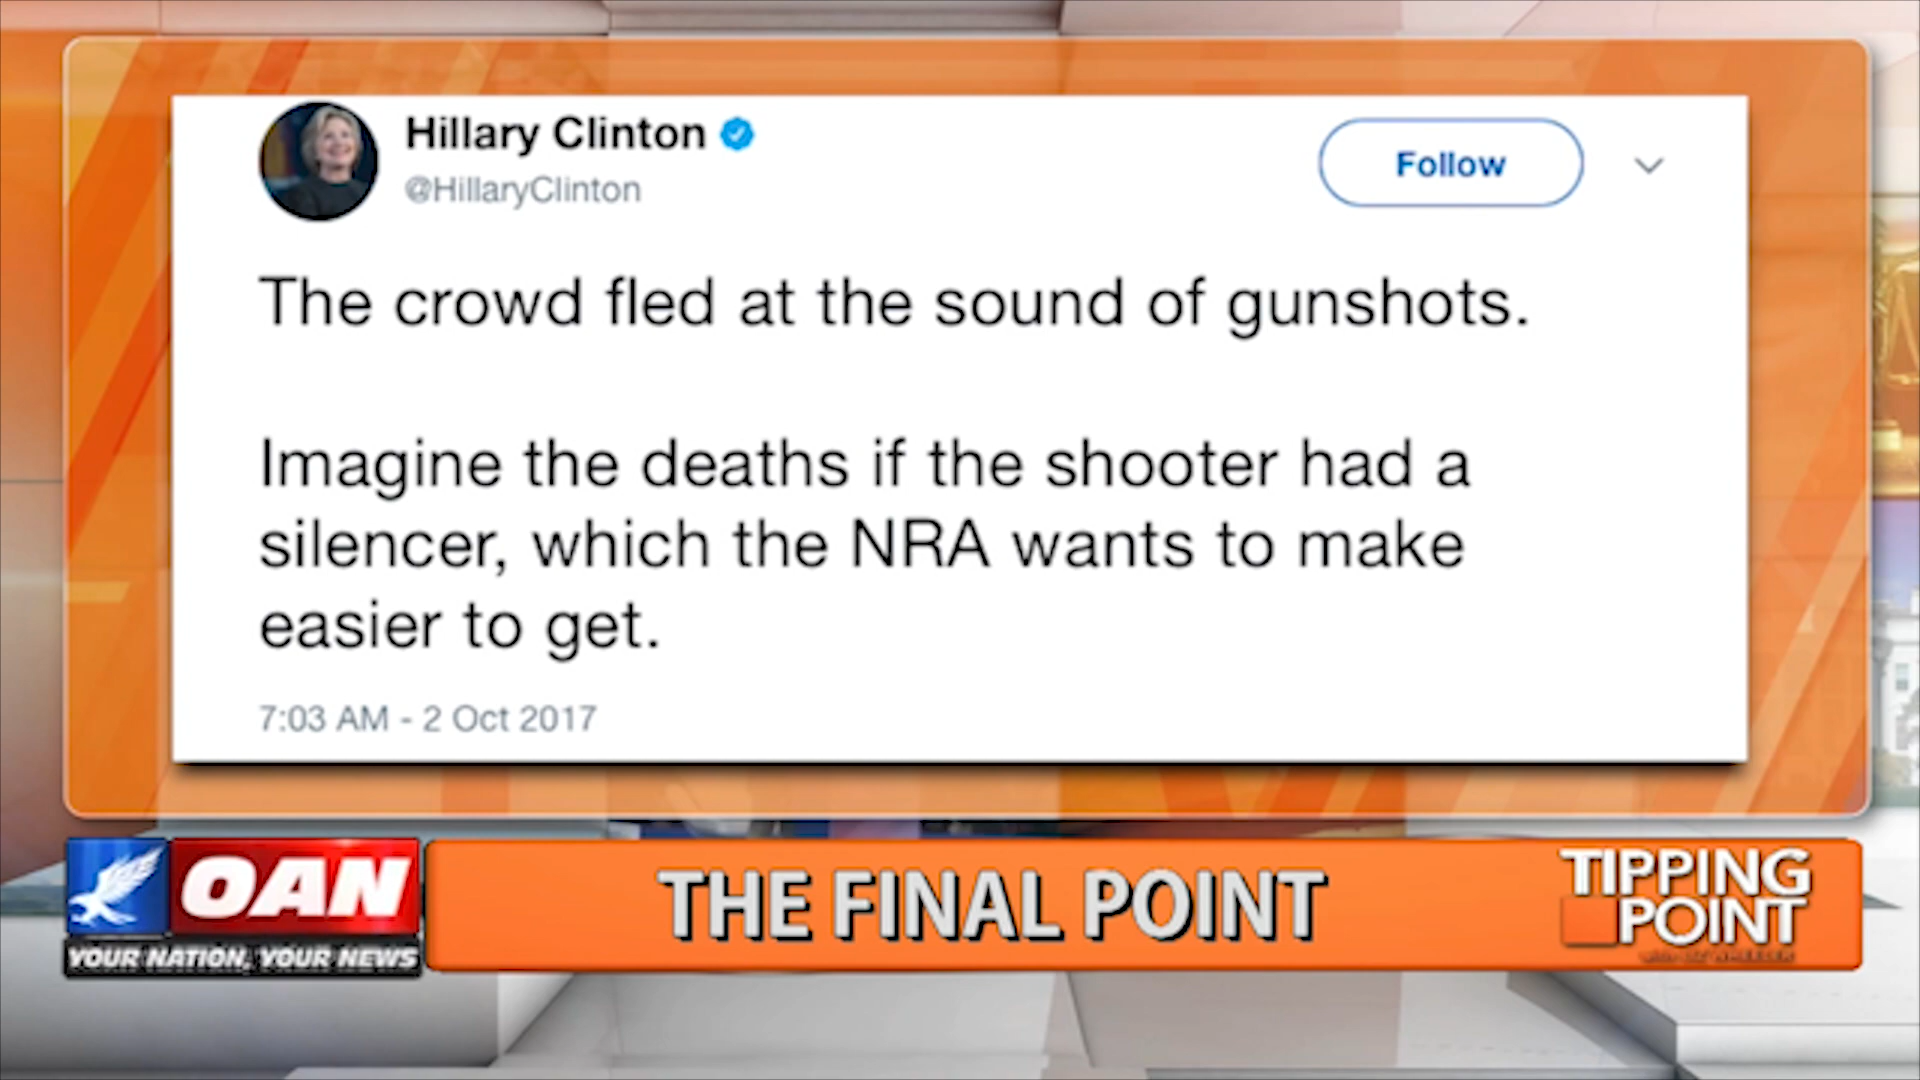 Hillary Clinton
@HillaryClinton
Follow
The crowd fled at the sound of gunshots.
Imagine the deaths if the shooter had a
silencer, which the NRA wants to make
easier to get.
7:03 AM - 2 Oct 2017
OAN
YOUR NATION, YOUR NEWS
THE FINAL POINT
TIPPING
POINT